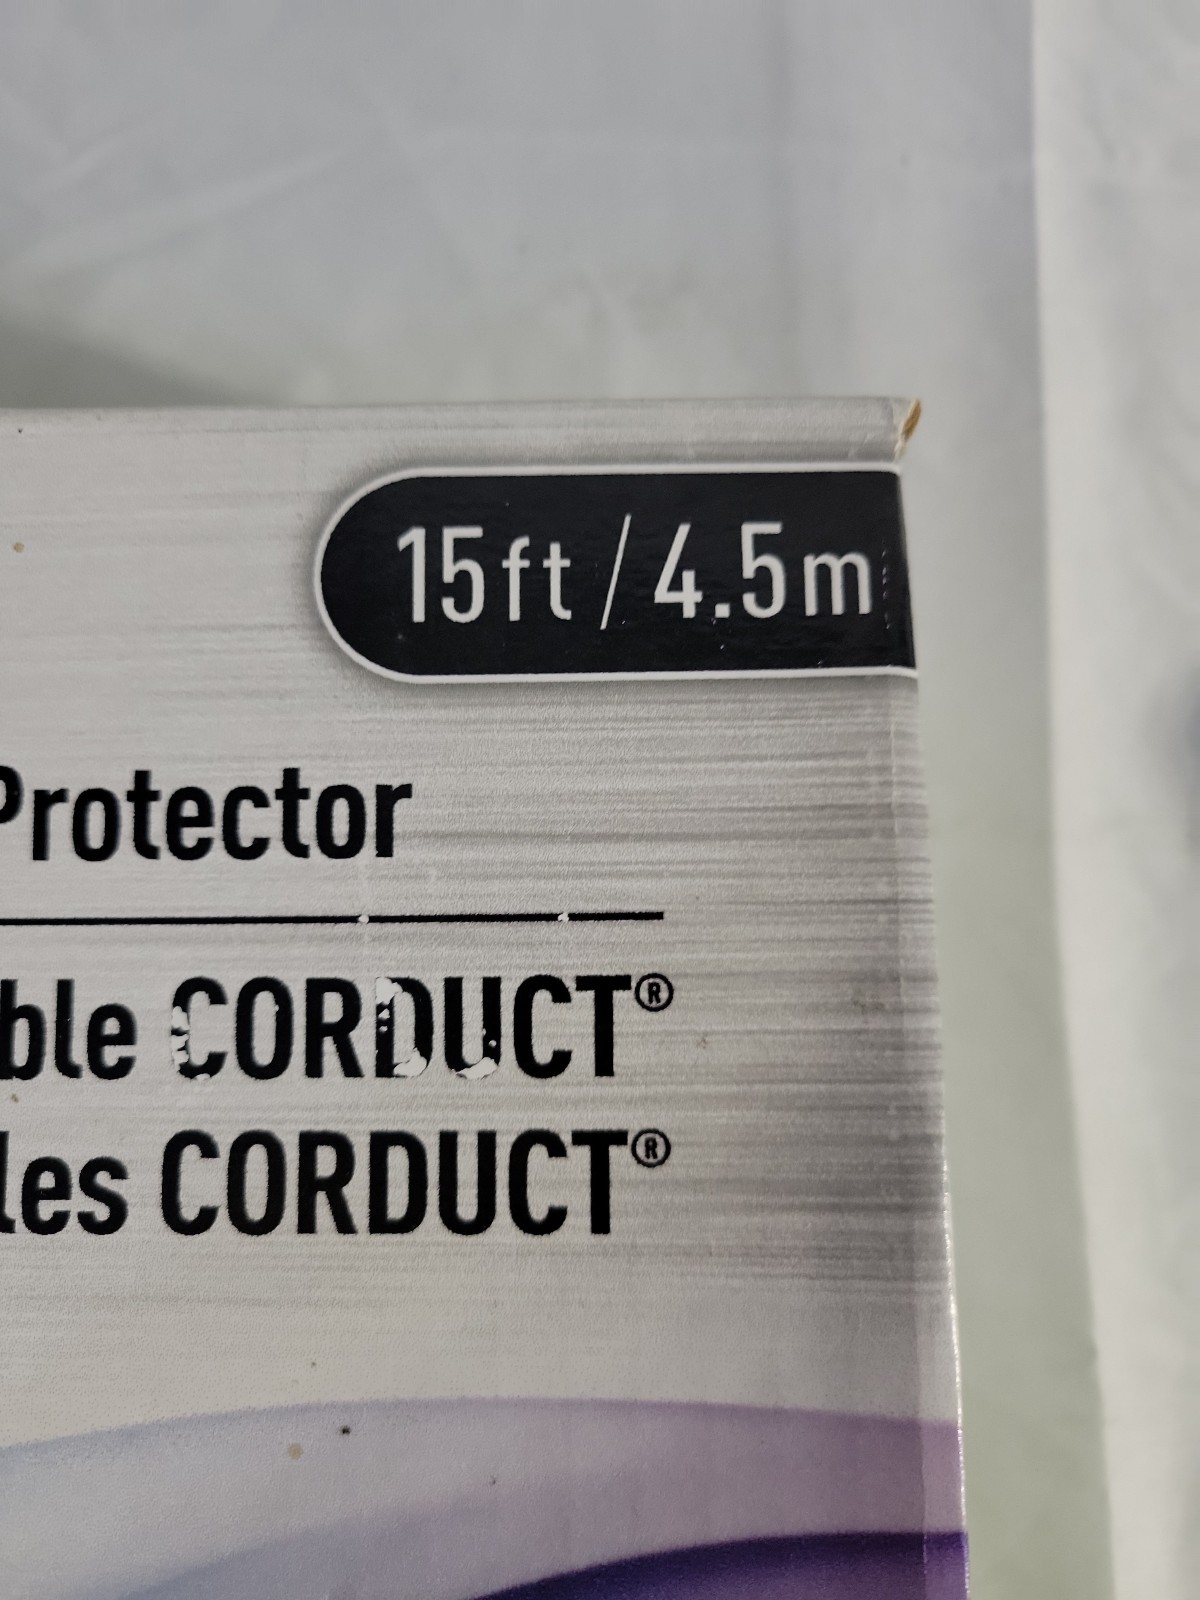 15ft / 4.5m
Protector
ble CORDUCT®
les CORDUCT®